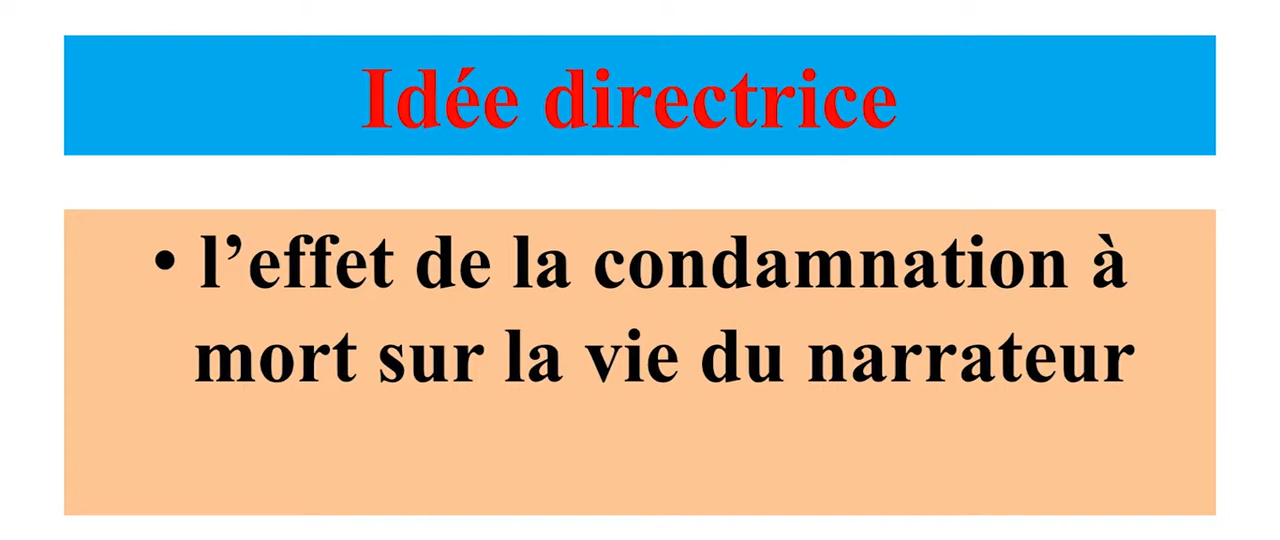 Idée directrice
• l’effet de la condamnation à
mort sur la vie du narrateur